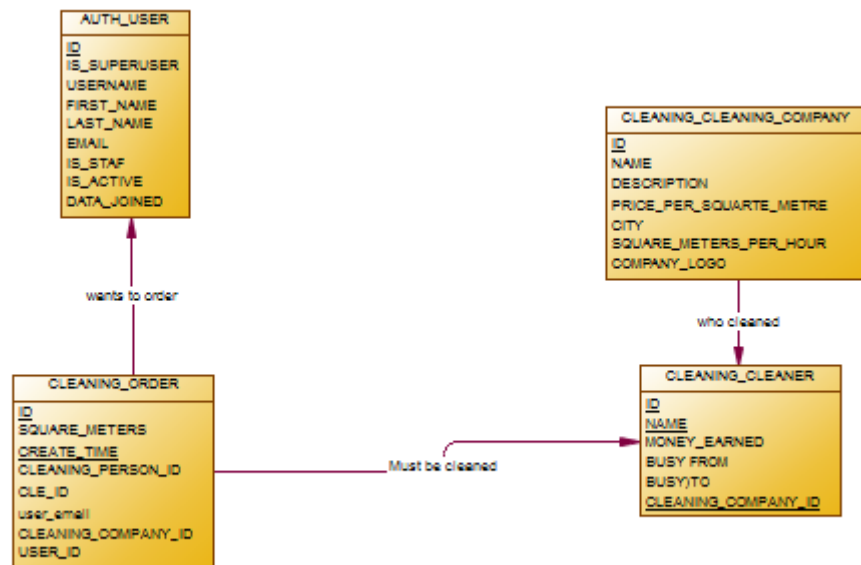 AUTH_USER
ID
IS_SUPERUSER
USERNAME
FIRST_NAME
LAST_NAME
EMAIL
IS_STAF
IS_ACTIVE
DATA_JOINED
CLEANING_CLEANING_COMPANY
ID
NAME
DESCRIPTION
PRICE_PER_SQUARTE_METRE
CITY
SQUARE_METERS_PER_HOUR
COMPANY_LOGO
wants to order
who cleaned
CLEANING_ORDER
ID
SQUARE_METERS
CREATE_TIME
CLEANING_PERSON_ID
CLE_ID
user_email
CLEANING_COMPANY_ID
USER_ID
Must be cleaned
CLEANING_CLEANER
ID
NAME
MONEY_EARNED
BUSY FROM
BUSY)TO
CLEANING_COMPANY_ID